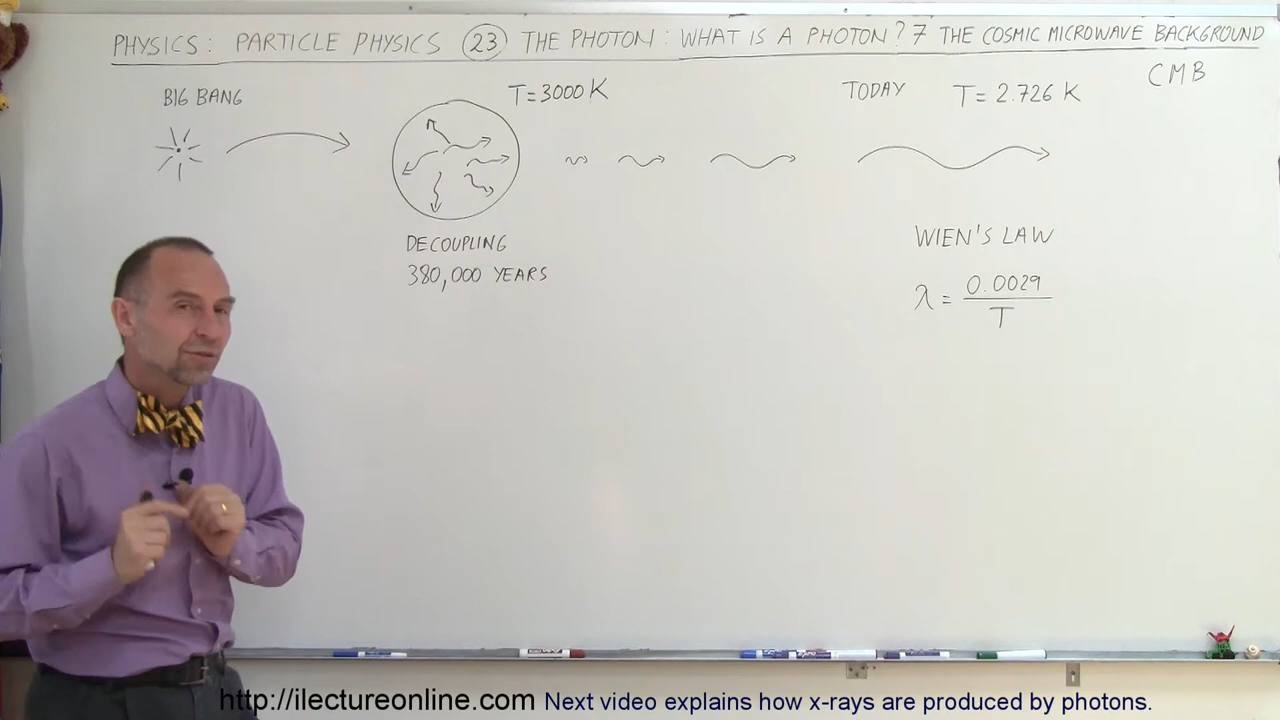 PHYSICS: PARTICLE PHYSICS 23 THE PHOTON: WHAT IS A PHOTON? 7 THE COSMIC MICROWAVE BACKGROUND
CMB
BIG BANG
T = 3000 K
TODAY T = 2.726 K
DECOUPLING
380,000 YEARS
WIEN'S LAW
λ = 0.0029 / T
http://ilectureonline.com Next video explains how x-rays are produced by photons.